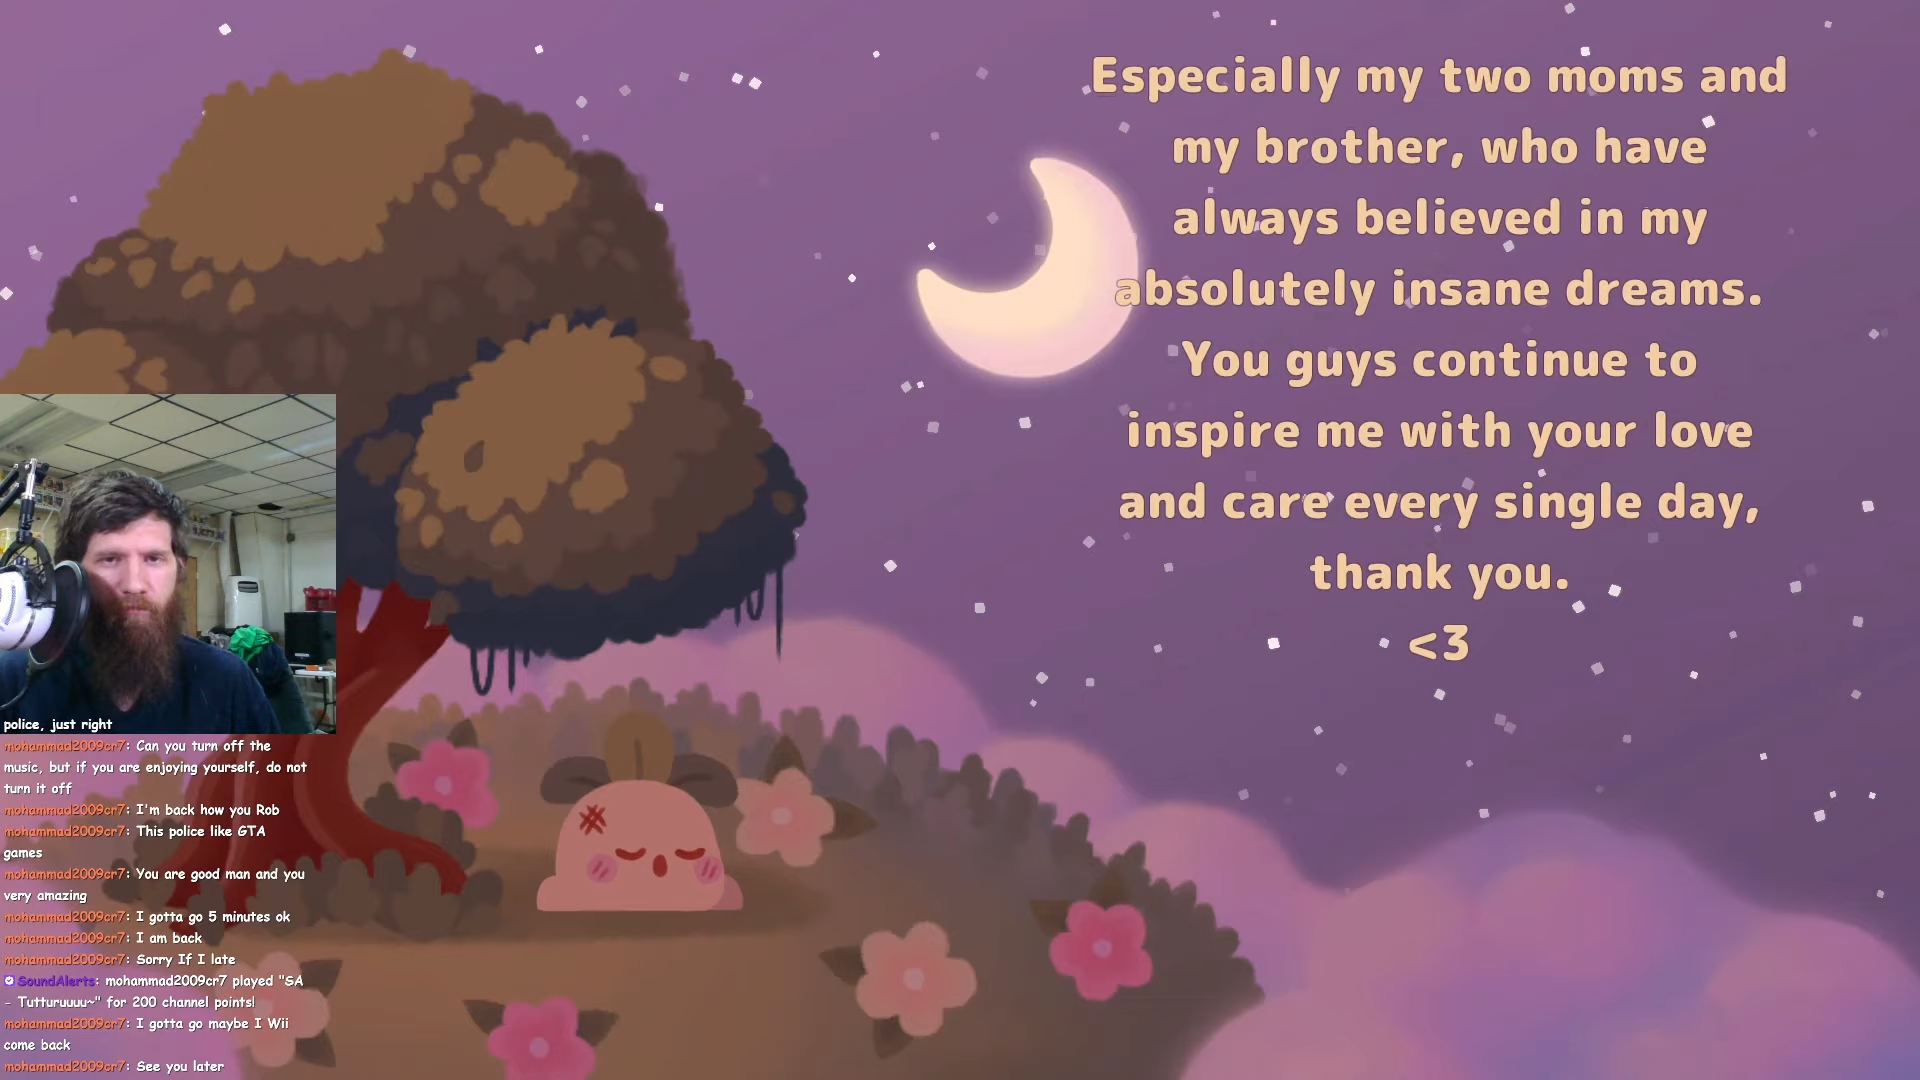 Especially my two moms and
my brother, who have
always believed in my
absolutely insane dreams.
You guys continue to
inspire me with your love
and care every single day,
thank you.
<3
police, just right
mohammad2009cr7: Can you turn off the
music, but if you are enjoying yourself, do not
turn it off
mohammad2009cr7: I'm back how you Rob
mohammad2009cr7: This police like GTA
games
mohammad2009cr7: You are good man and you
very amazing
mohammad2009cr7: I gotta go 5 minutes ok
mohammad2009cr7: I am back
mohammad2009cr7: Sorry If I late
SoundAlerts: mohammad2009cr7 played "SA
- Tutturuuuu~" for 200 channel points!
mohammad2009cr7: I gotta go maybe I Wii
come back
mohammad2009cr7: See you later